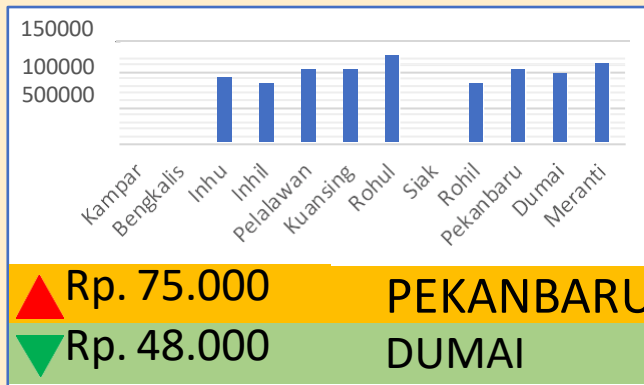 150000
100000
500000
Kampar
Bengkalis
Inhu
Inhil
Pelalawan
Kuansing
Rohul
Siak
Rohil
Pekanbaru
Dumai
Meranti
Rp. 75.000 PEKANBARU
Rp. 48.000 DUMAI